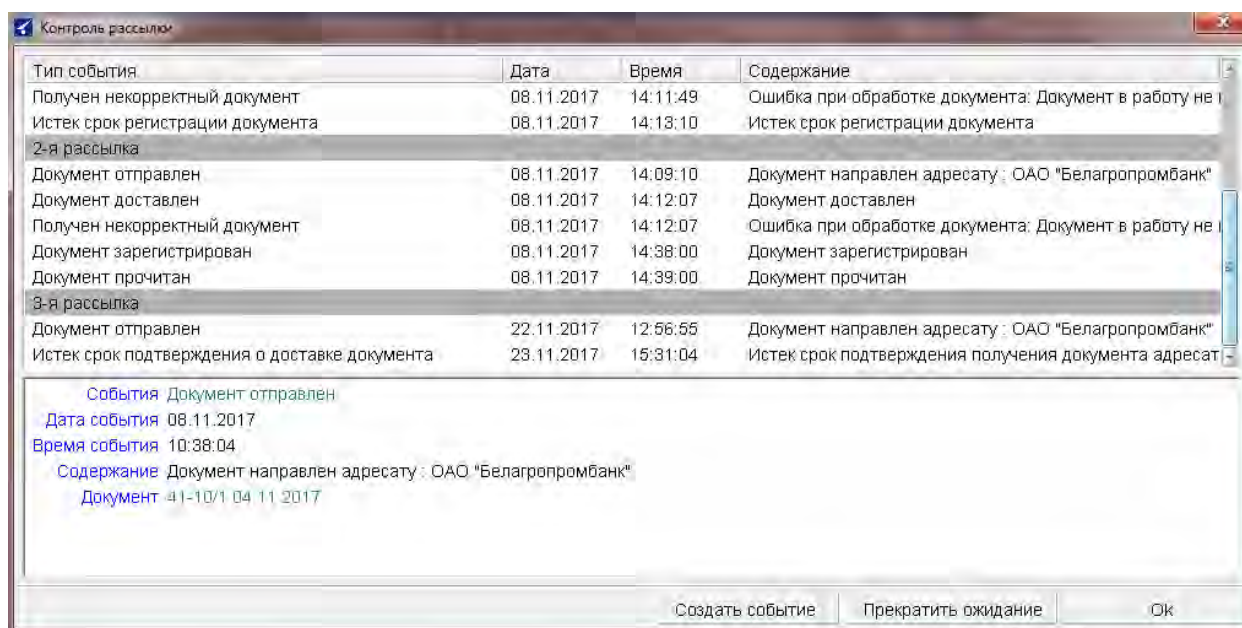 Контроль рассылки
Тип события Дата Время Содержание
Получен некорректный документ 08.11.2017 14:11:49 Ошибка при обработке документа: Документ в работу не
Истек срок регистрации документа 08.11.2017 14:13:10 Истек срок регистрации документа
2-я рассылка
Документ отправлен 08.11.2017 14:09:10 Документ направлен адресату : ОАО "Белагропромбанк"
Документ доставлен 08.11.2017 14:12:07 Документ доставлен
Получен некорректный документ 08.11.2017 14:12:07 Ошибка при обработке документа: Документ в работу не
Документ зарегистрирован 08.11.2017 14:38:00 Документ зарегистрирован
Документ прочитан 08.11.2017 14:39:00 Документ прочитан
3-я рассылка
Документ отправлен 22.11.2017 12:56:55 Документ направлен адресату : ОАО "Белагропромбанк"
Истек срок подтверждения о доставке документа 23.11.2017 15:31:04 Истек срок подтверждения получения документа адресат
События Документ отправлен
Дата события 08.11.2017
Время события 10:38:04
Содержание Документ направлен адресату : ОАО "Белагропромбанк"
Документ 41-10/1 04.11.2017
Создать событие Прекратить ожидание Ok